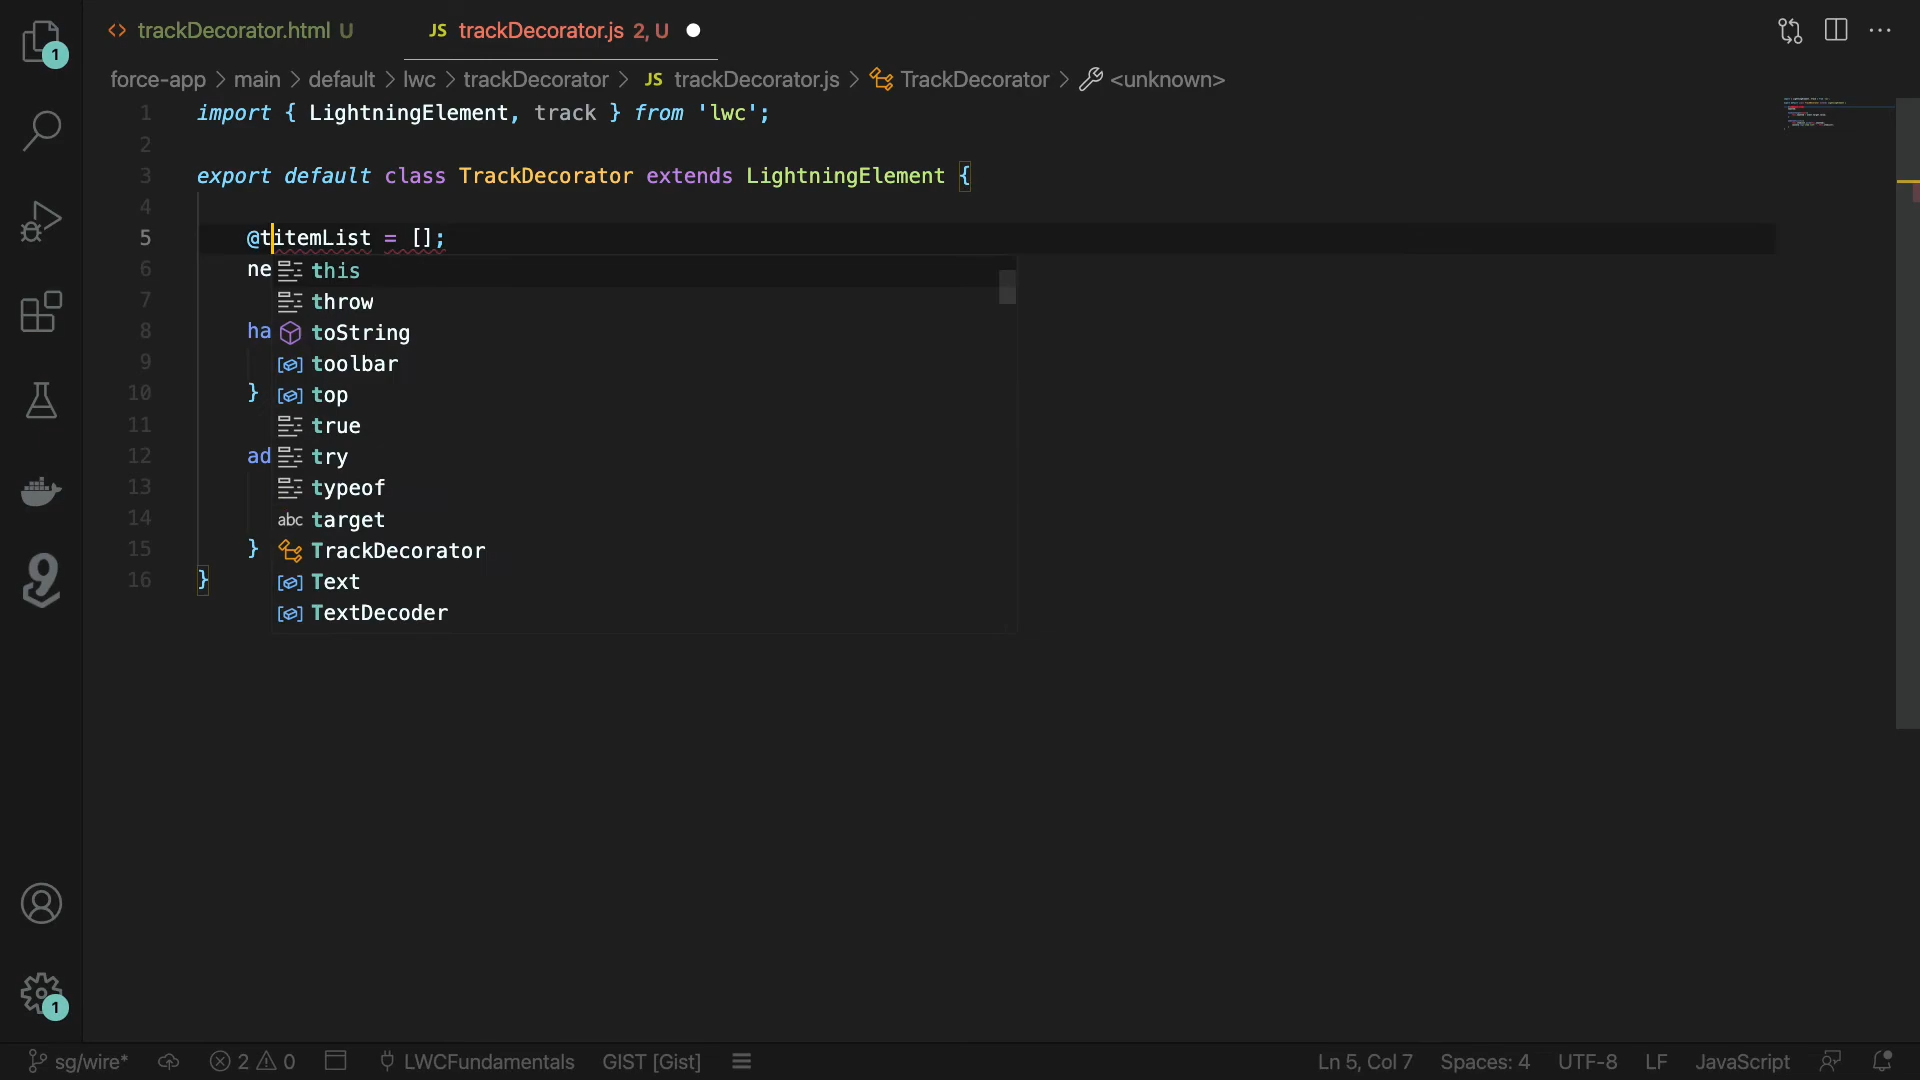 trackDecorator.html U
JS trackDecorator.js 2, U
force-app > main > default > lwc > trackDecorator > JS trackDecorator.js > TrackDecorator > <unknown>
1 import { LightningElement, track } from 'lwc';
2
3 export default class TrackDecorator extends LightningElement {
4
5 @titemList = [];
6 ne
7
8 ha
9
10 }
11
12 ad
13
14
15 }
16 }
this
throw
toString
toolbar
top
true
try
typeof
abc target
TrackDecorator
Text
TextDecoder
1
1
sg/wire* 2 0 LWCFundamentals GIST [Gist] Ln 5, Col 7 Spaces: 4 UTF-8 LF JavaScript